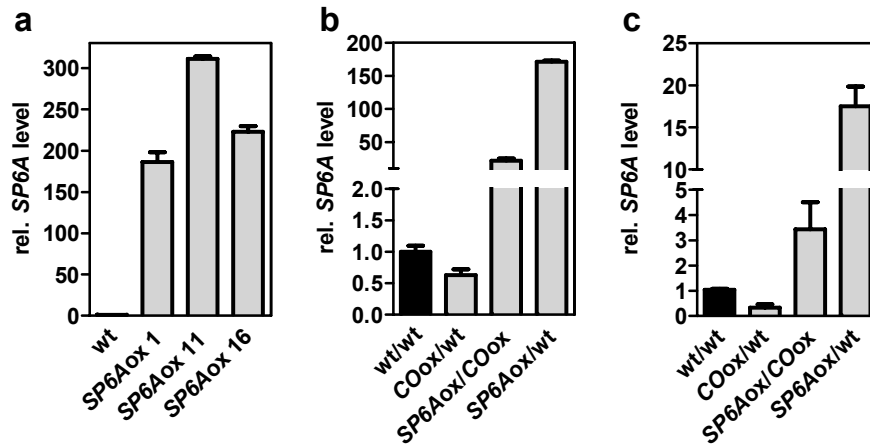 a
rel. SP6A level
300
250
200
150
100
50
0
wt
SP6Aox 1
SP6Aox 11
SP6Aox 16
b
rel. SP6A level
200
150
100
50
2.0
1.5
1.0
0.5
0.0
wt/wt
COox/wt
SP6Aox/COox
SP6Aox/wt
c
rel. SP6A level
25
20
15
10
5
4
3
2
1
0
wt/wt
COox/wt
SP6Aox/COox
SP6Aox/wt